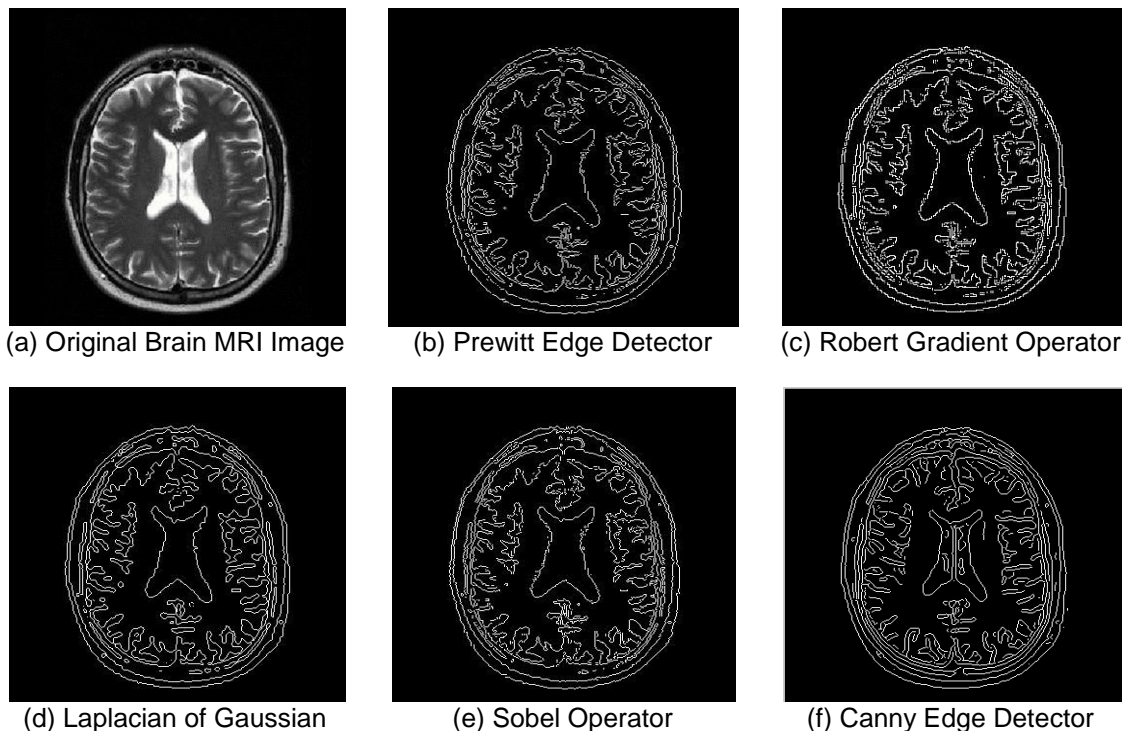 (a) Original Brain MRI Image
(b) Prewitt Edge Detector
(c) Robert Gradient Operator
(d) Laplacian of Gaussian
(e) Sobel Operator
(f) Canny Edge Detector